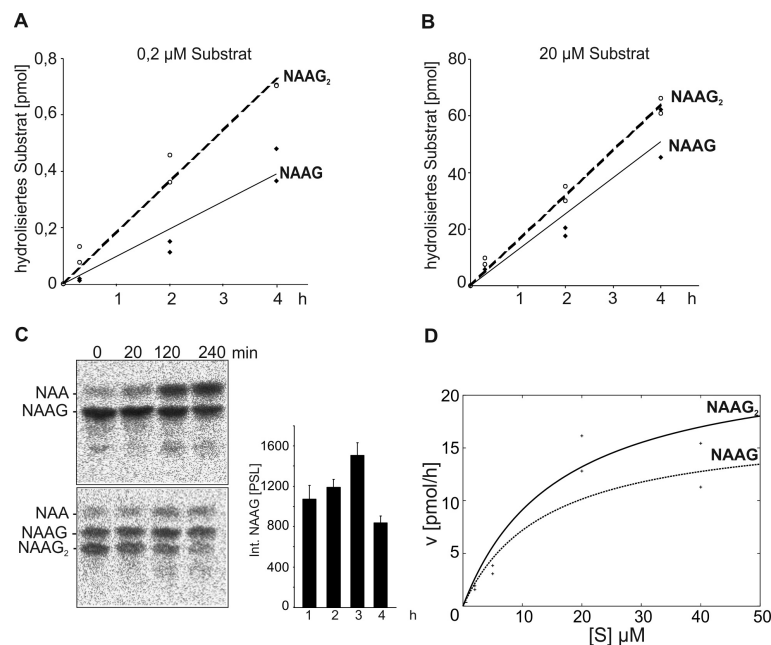 A
0,2 µM Substrat
hydrolisiertes Substrat [pmol]
0,8
0,6
0,4
0,2
0
1 2 3 4 h
NAAG₂
NAAG
B
20 µM Substrat
hydrolisiertes Substrat [pmol]
80
60
40
20
0
1 2 3 4 h
NAAG₂
NAAG
C
0 20 120 240 min
NAA
NAAG
NAA
NAAG
NAAG₂
Int. NAAG [PSL]
1600
1200
800
400
0
1 2 3 4 h
D
v [pmol/h]
20
15
10
5
0
0 10 20 30 40 50
[S] µM
NAAG₂
NAAG